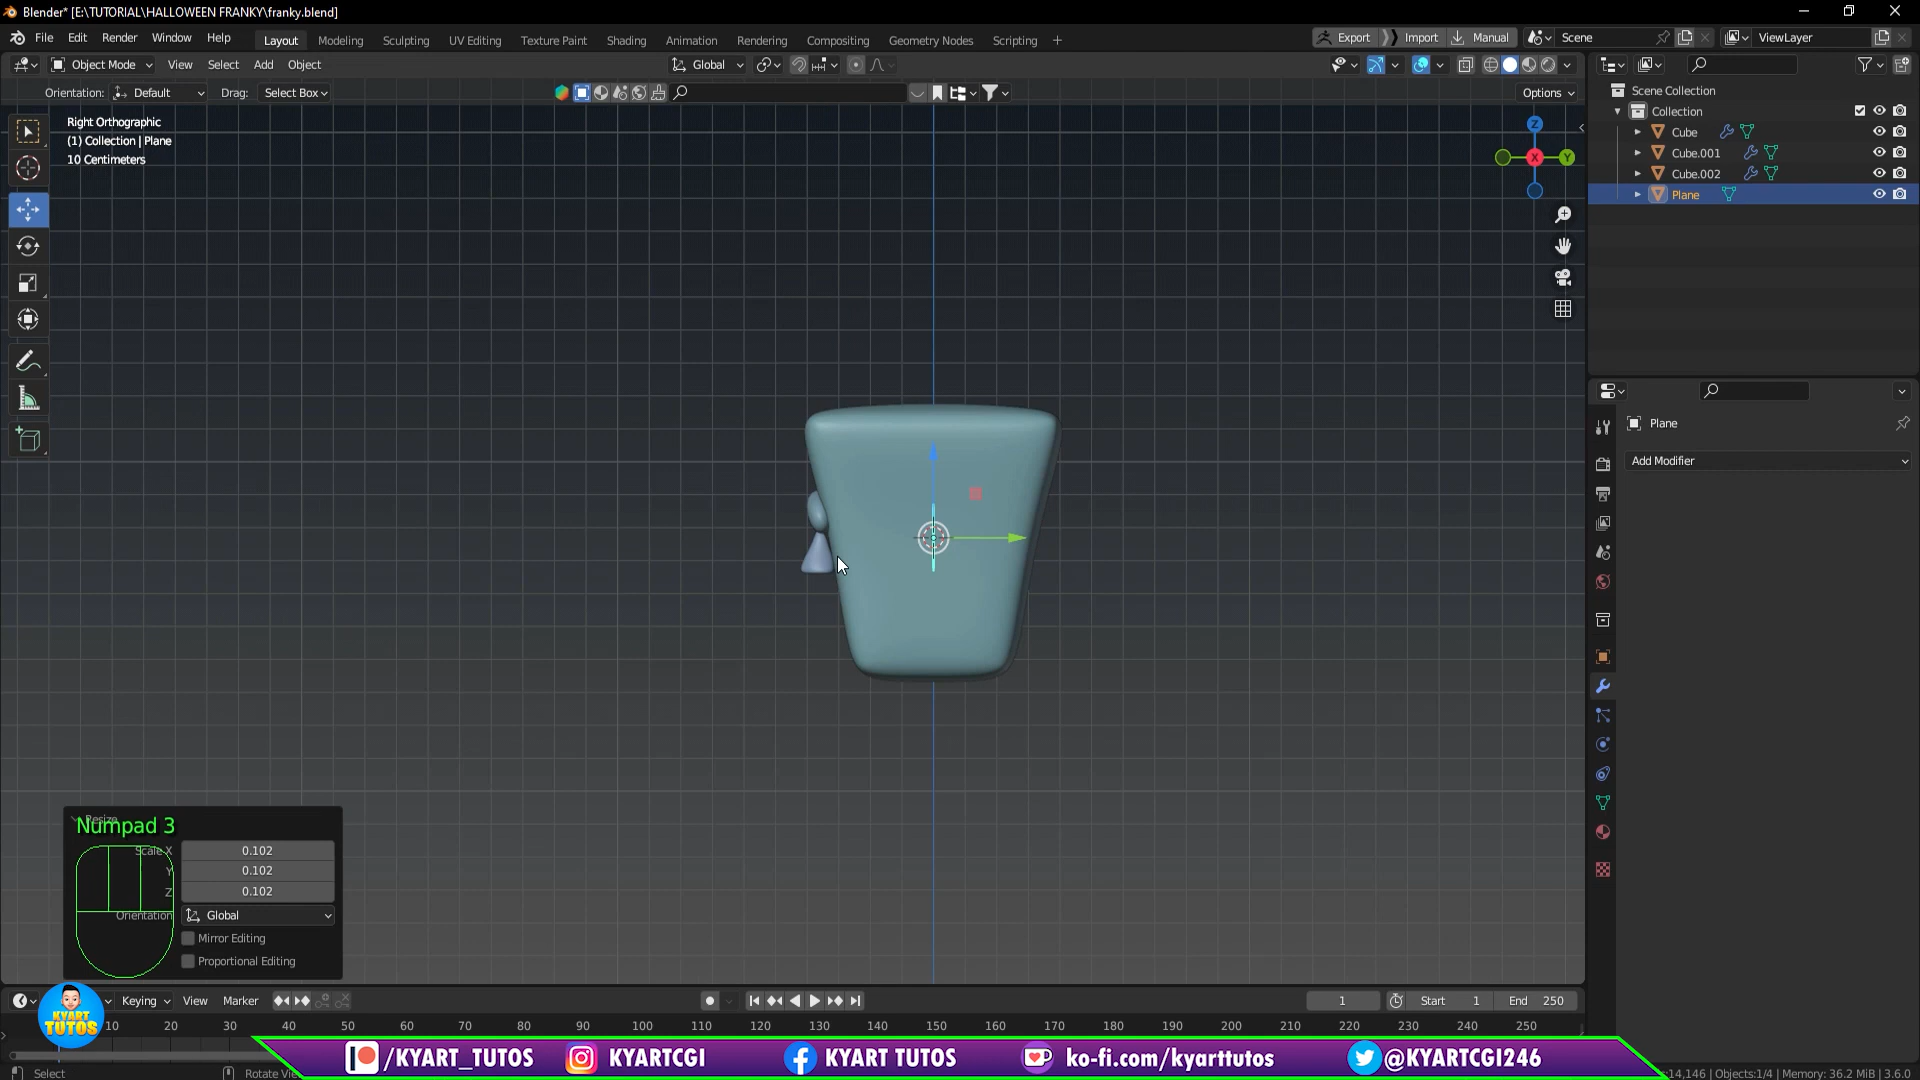 Blender* [E:\TUTORIAL\HALLOWEEN FRANKY\franky.blend]
File Edit Render Window Help
Layout Modeling Sculpting UV Editing Texture Paint Shading Animation Rendering Compositing Geometry Nodes Scripting +
Export Import Manual Scene ViewLayer
Object Mode View Select Add Object Global
Orientation: Default Drag: Select Box Options
Right Orthographic
(1) Collection | Plane
10 Centimeters
Z
X
Y
Scene Collection
Collection
Cube
Cube.001
Cube.002
Plane
Plane
Add Modifier
Resize
Numpad 3
Scale X 0.102
Y 0.102
Z 0.102
Orientation Global
Mirror Editing
Proportional Editing
Keying View Marker 1 Start 1 End 250
10 20 30 40 50 60 70 80 90 100 110 120 130 140 150 160 170 180 190 200 210 220 230 240 250
KYART TUTOS
/KYART_TUTOS KYARTCGI KYART TUTOS ko-fi.com/kyarttutos @KYARTCGI246
Select Rotate Vie :14,146 | Objects:1/4 | Memory: 36.2 MiB | 3.6.0